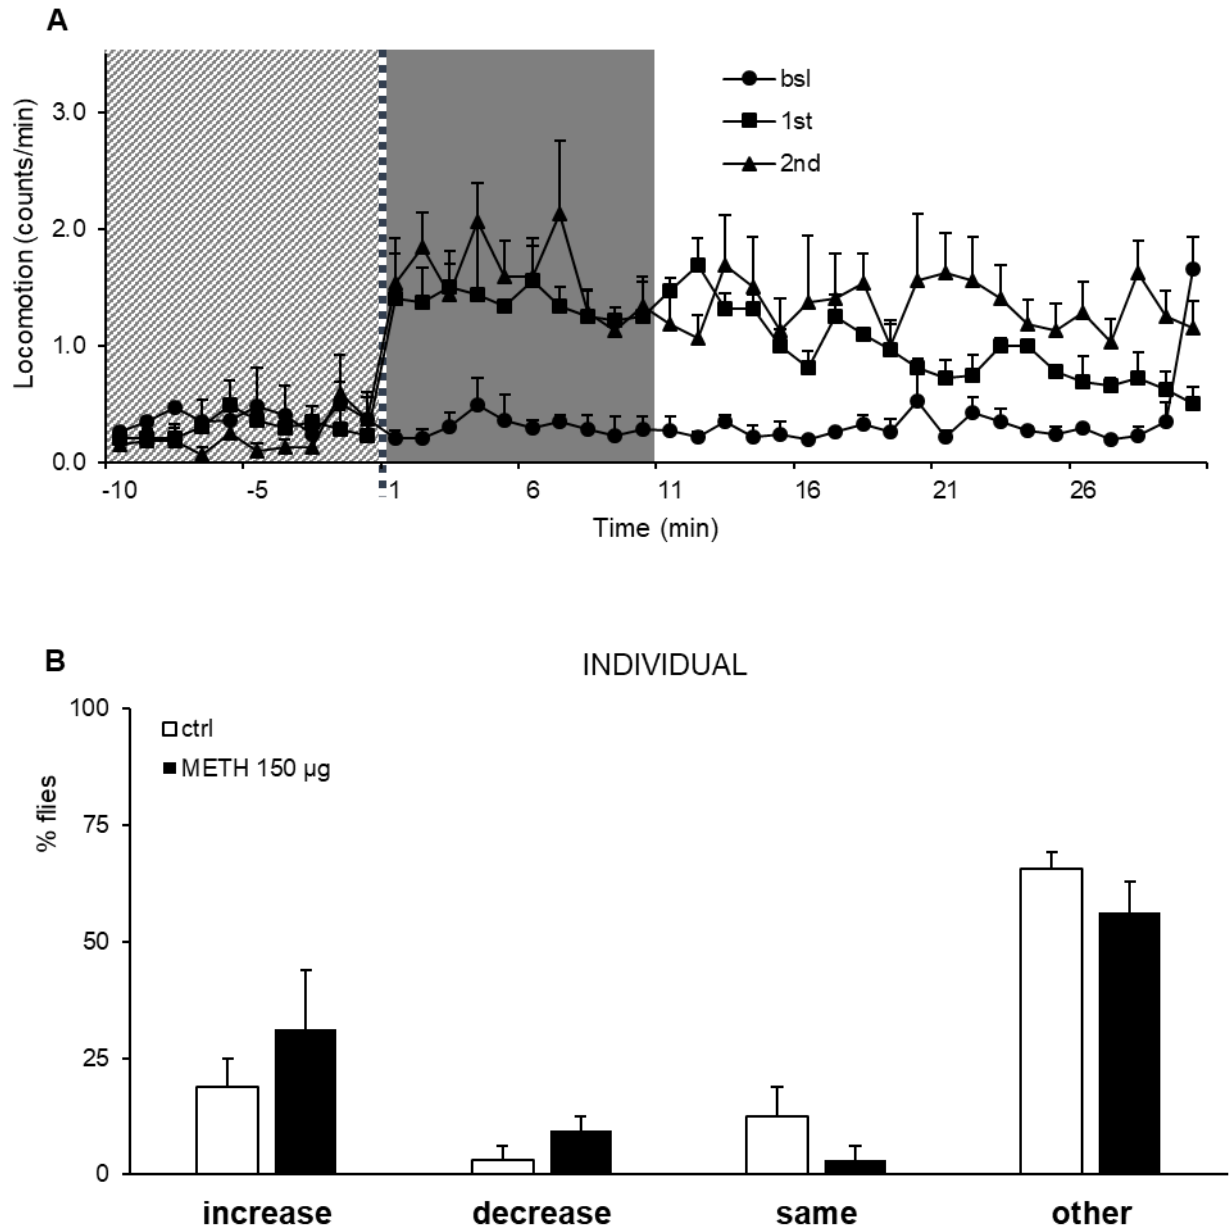 A
Locomotion (counts/min)
3.0
2.0
1.0
0.0
bsl
1st
2nd
-10 -5 1 6 11 16 21 26
Time (min)
B
INDIVIDUAL
% flies
100
75
50
25
0
ctrl
METH 150 µg
increase decrease same other